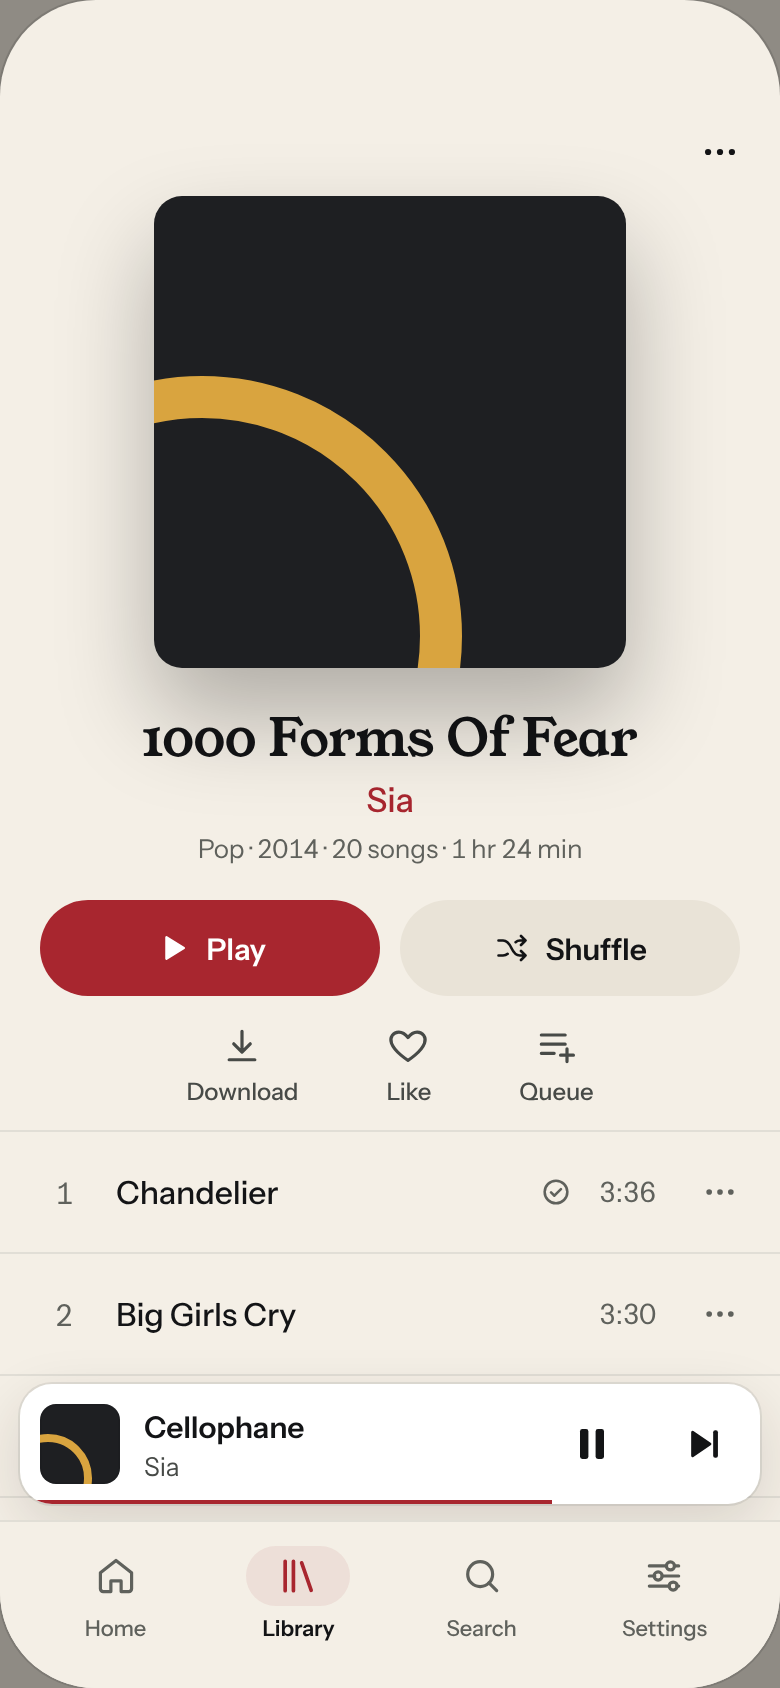 1000 Forms Of Fear
Sia
Pop · 2014 · 20 songs · 1 hr 24 min
Play
Shuffle
Download
Like
Queue
1 Chandelier 3:36
2 Big Girls Cry 3:30
Cellophane
Sia
Home
Library
Search
Settings